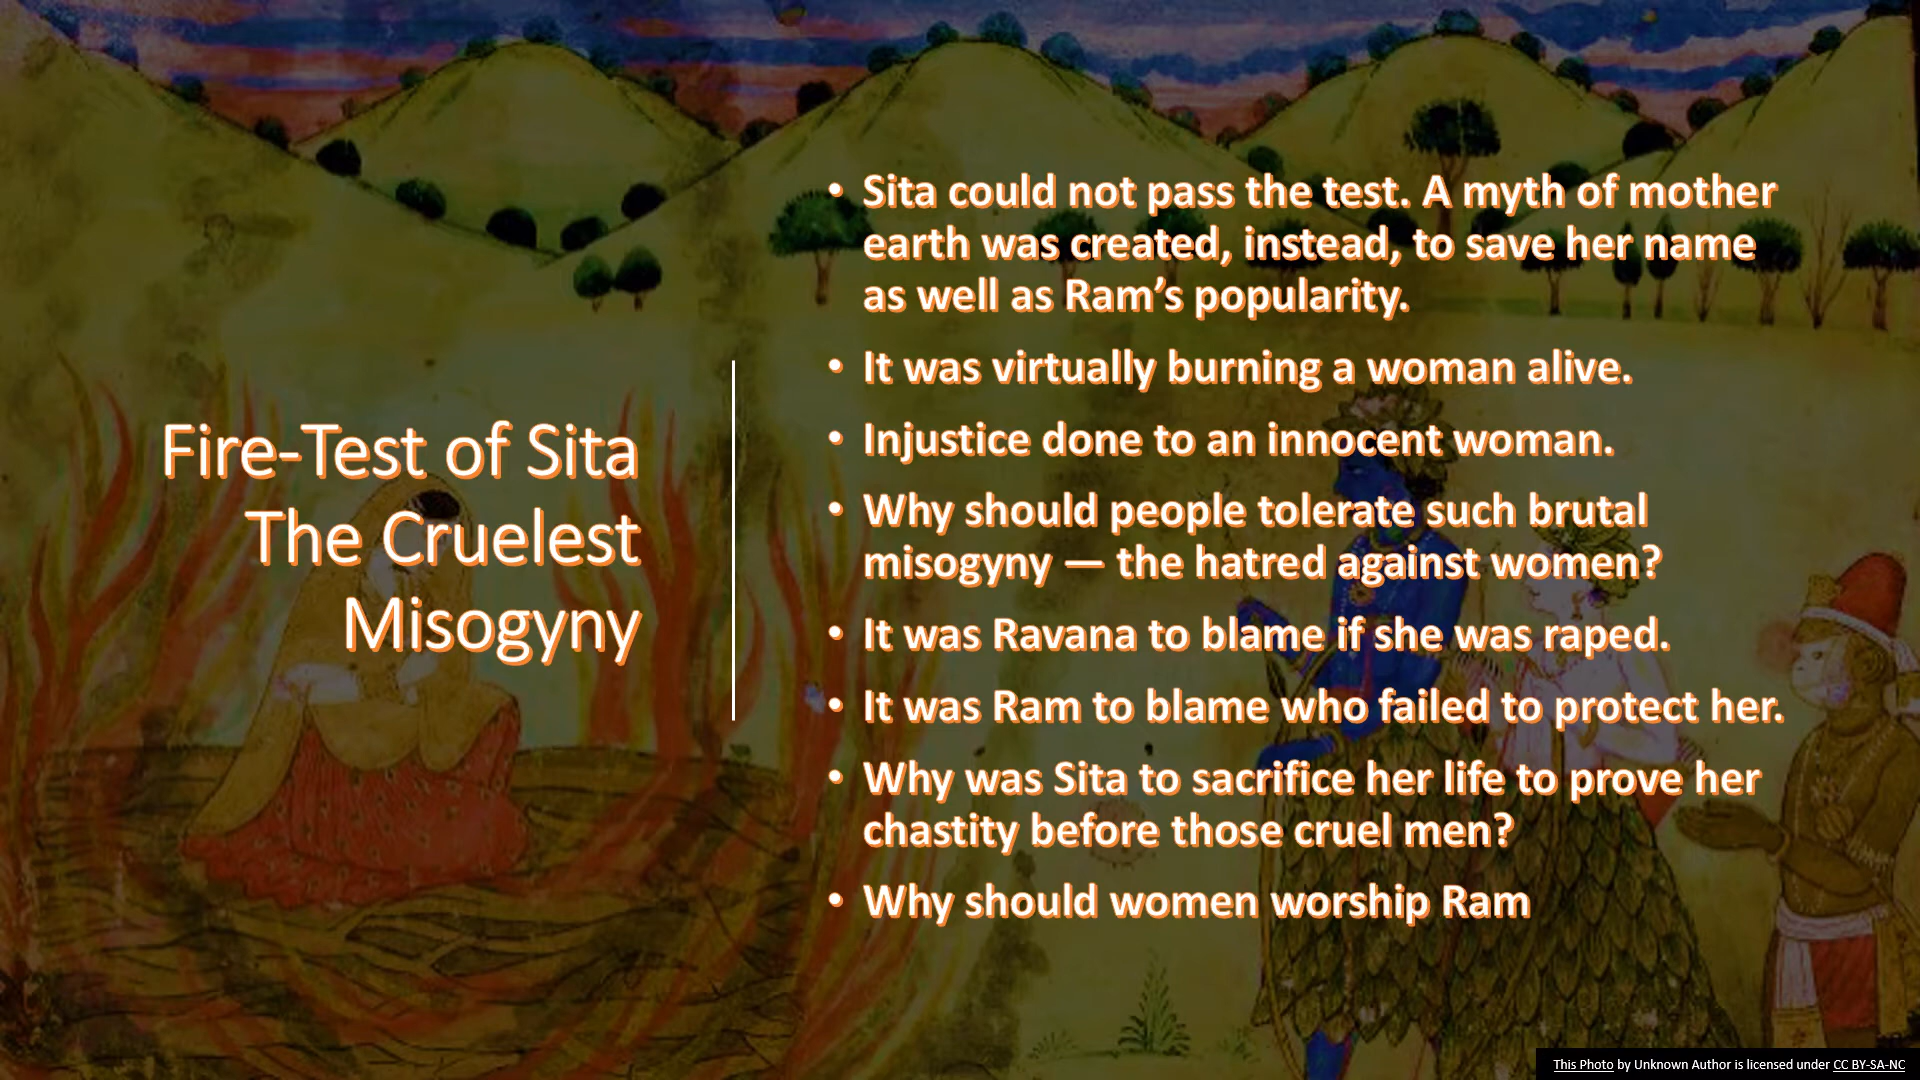 Fire-Test of Sita
The Cruelest
Misogyny
• Sita could not pass the test. A myth of mother
earth was created, instead, to save her name
as well as Ram’s popularity.
• It was virtually burning a woman alive.
• Injustice done to an innocent woman.
• Why should people tolerate such brutal
misogyny — the hatred against women?
• It was Ravana to blame if she was raped.
• It was Ram to blame who failed to protect her.
• Why was Sita to sacrifice her life to prove her
chastity before those cruel men?
• Why should women worship Ram
This Photo by Unknown Author is licensed under CC BY-SA-NC